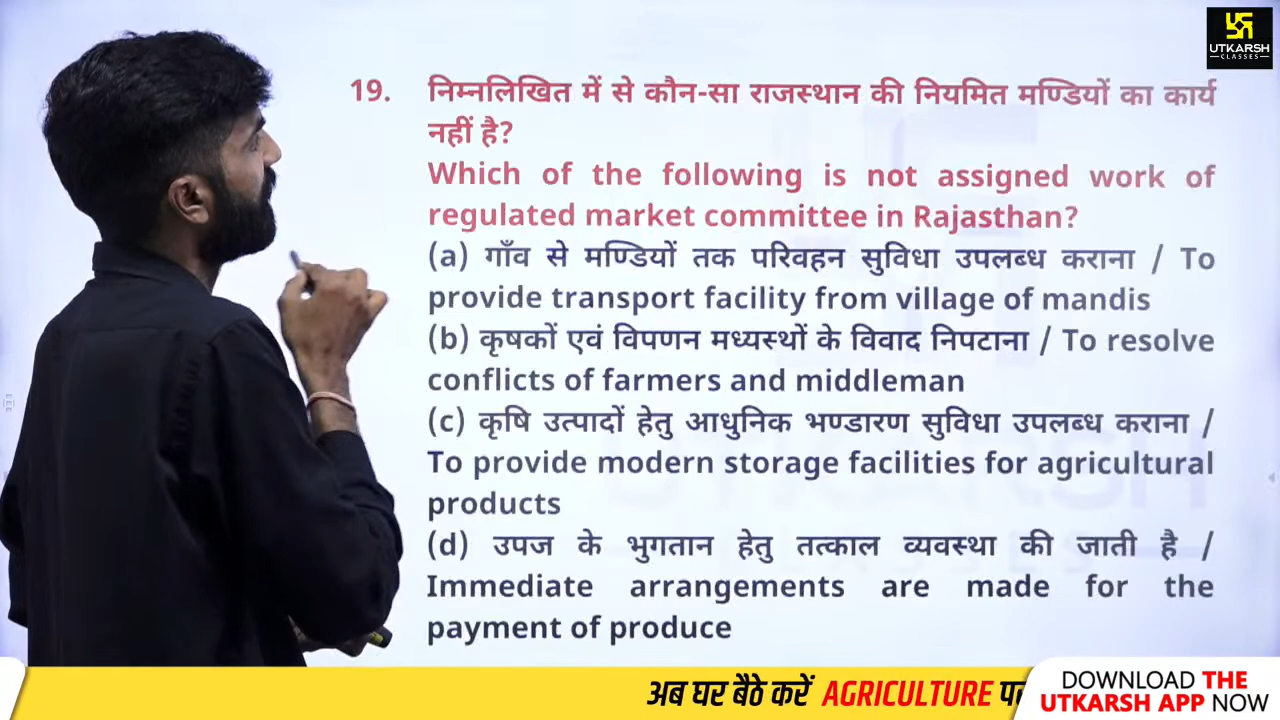 UTKARSH
CLASSES
19. निम्नलिखित में से कौन-सा राजस्थान की नियमित मण्डियों का कार्य
नहीं है?
Which of the following is not assigned work of
regulated market committee in Rajasthan?
(a) गाँव से मण्डियों तक परिवहन सुविधा उपलब्ध कराना / To
provide transport facility from village of mandis
(b) कृषकों एवं विपणन मध्यस्थों के विवाद निपटाना / To resolve
conflicts of farmers and middleman
(c) कृषि उत्पादों हेतु आधुनिक भण्डारण सुविधा उपलब्ध कराना /
To provide modern storage facilities for agricultural
products
(d) उपज के भुगतान हेतु तत्काल व्यवस्था की जाती है /
Immediate arrangements are made for the
payment of produce
अब घर बैठे करें AGRICULTURE
DOWNLOAD THE
UTKARSH APP NOW